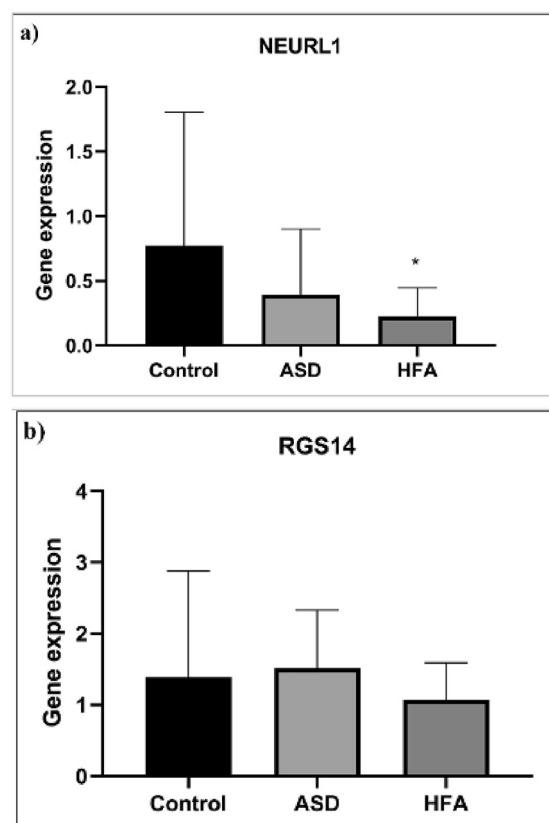 a)
NEURL1
Gene expression
2.0
1.5
1.0
0.5
0.0
*
Control ASD HFA
b)
RGS14
Gene expression
4
3
2
1
0
Control ASD HFA